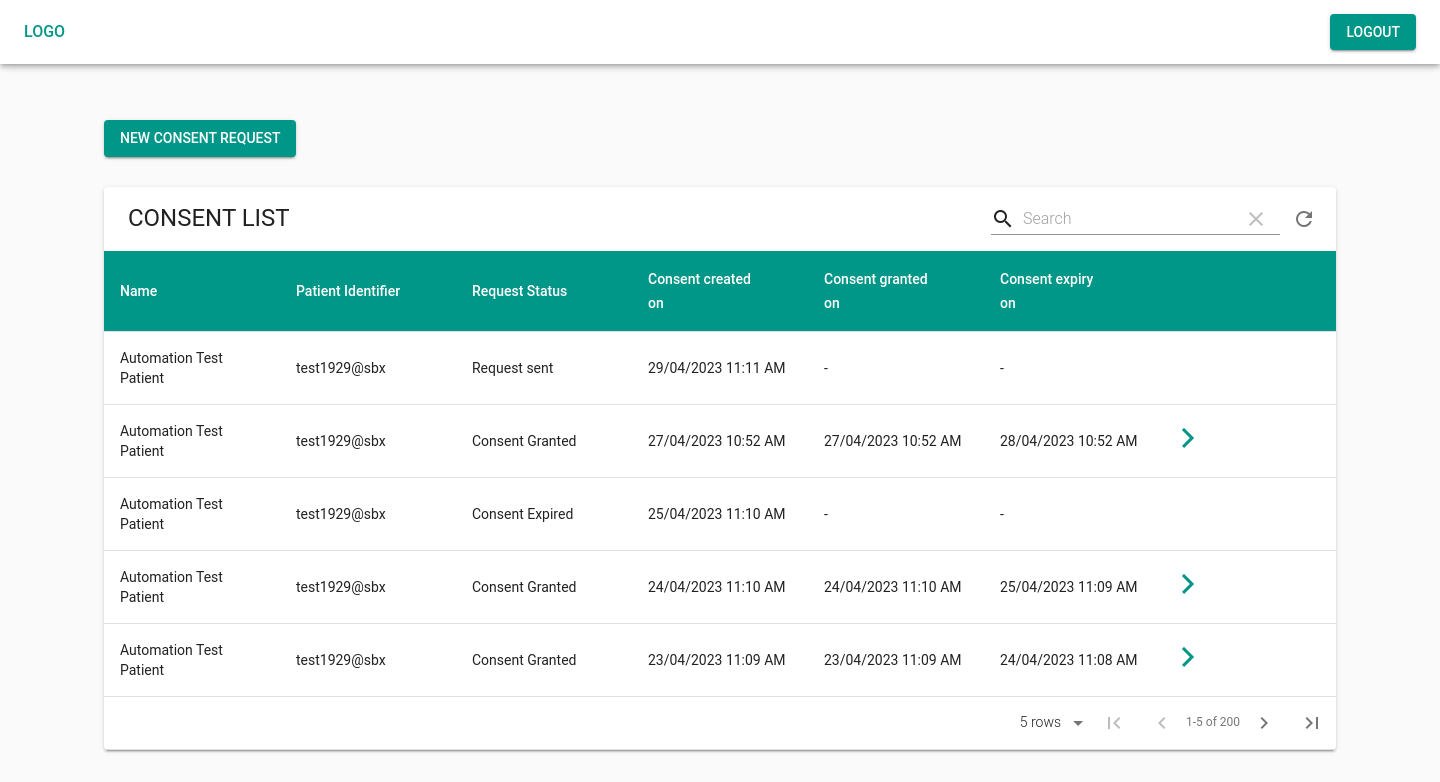 LOGO
LOGOUT
NEW CONSENT REQUEST
CONSENT LIST
Search
Name
Patient Identifier
Request Status
Consent created
on
Consent granted
on
Consent expiry
on
Automation Test
Patient
test1929@sbx
Request sent
29/04/2023 11:11 AM
-
-
Automation Test
Patient
test1929@sbx
Consent Granted
27/04/2023 10:52 AM
27/04/2023 10:52 AM
28/04/2023 10:52 AM
Automation Test
Patient
test1929@sbx
Consent Expired
25/04/2023 11:10 AM
-
-
Automation Test
Patient
test1929@sbx
Consent Granted
24/04/2023 11:10 AM
24/04/2023 11:10 AM
25/04/2023 11:09 AM
Automation Test
Patient
test1929@sbx
Consent Granted
23/04/2023 11:09 AM
23/04/2023 11:09 AM
24/04/2023 11:08 AM
5 rows
1-5 of 200